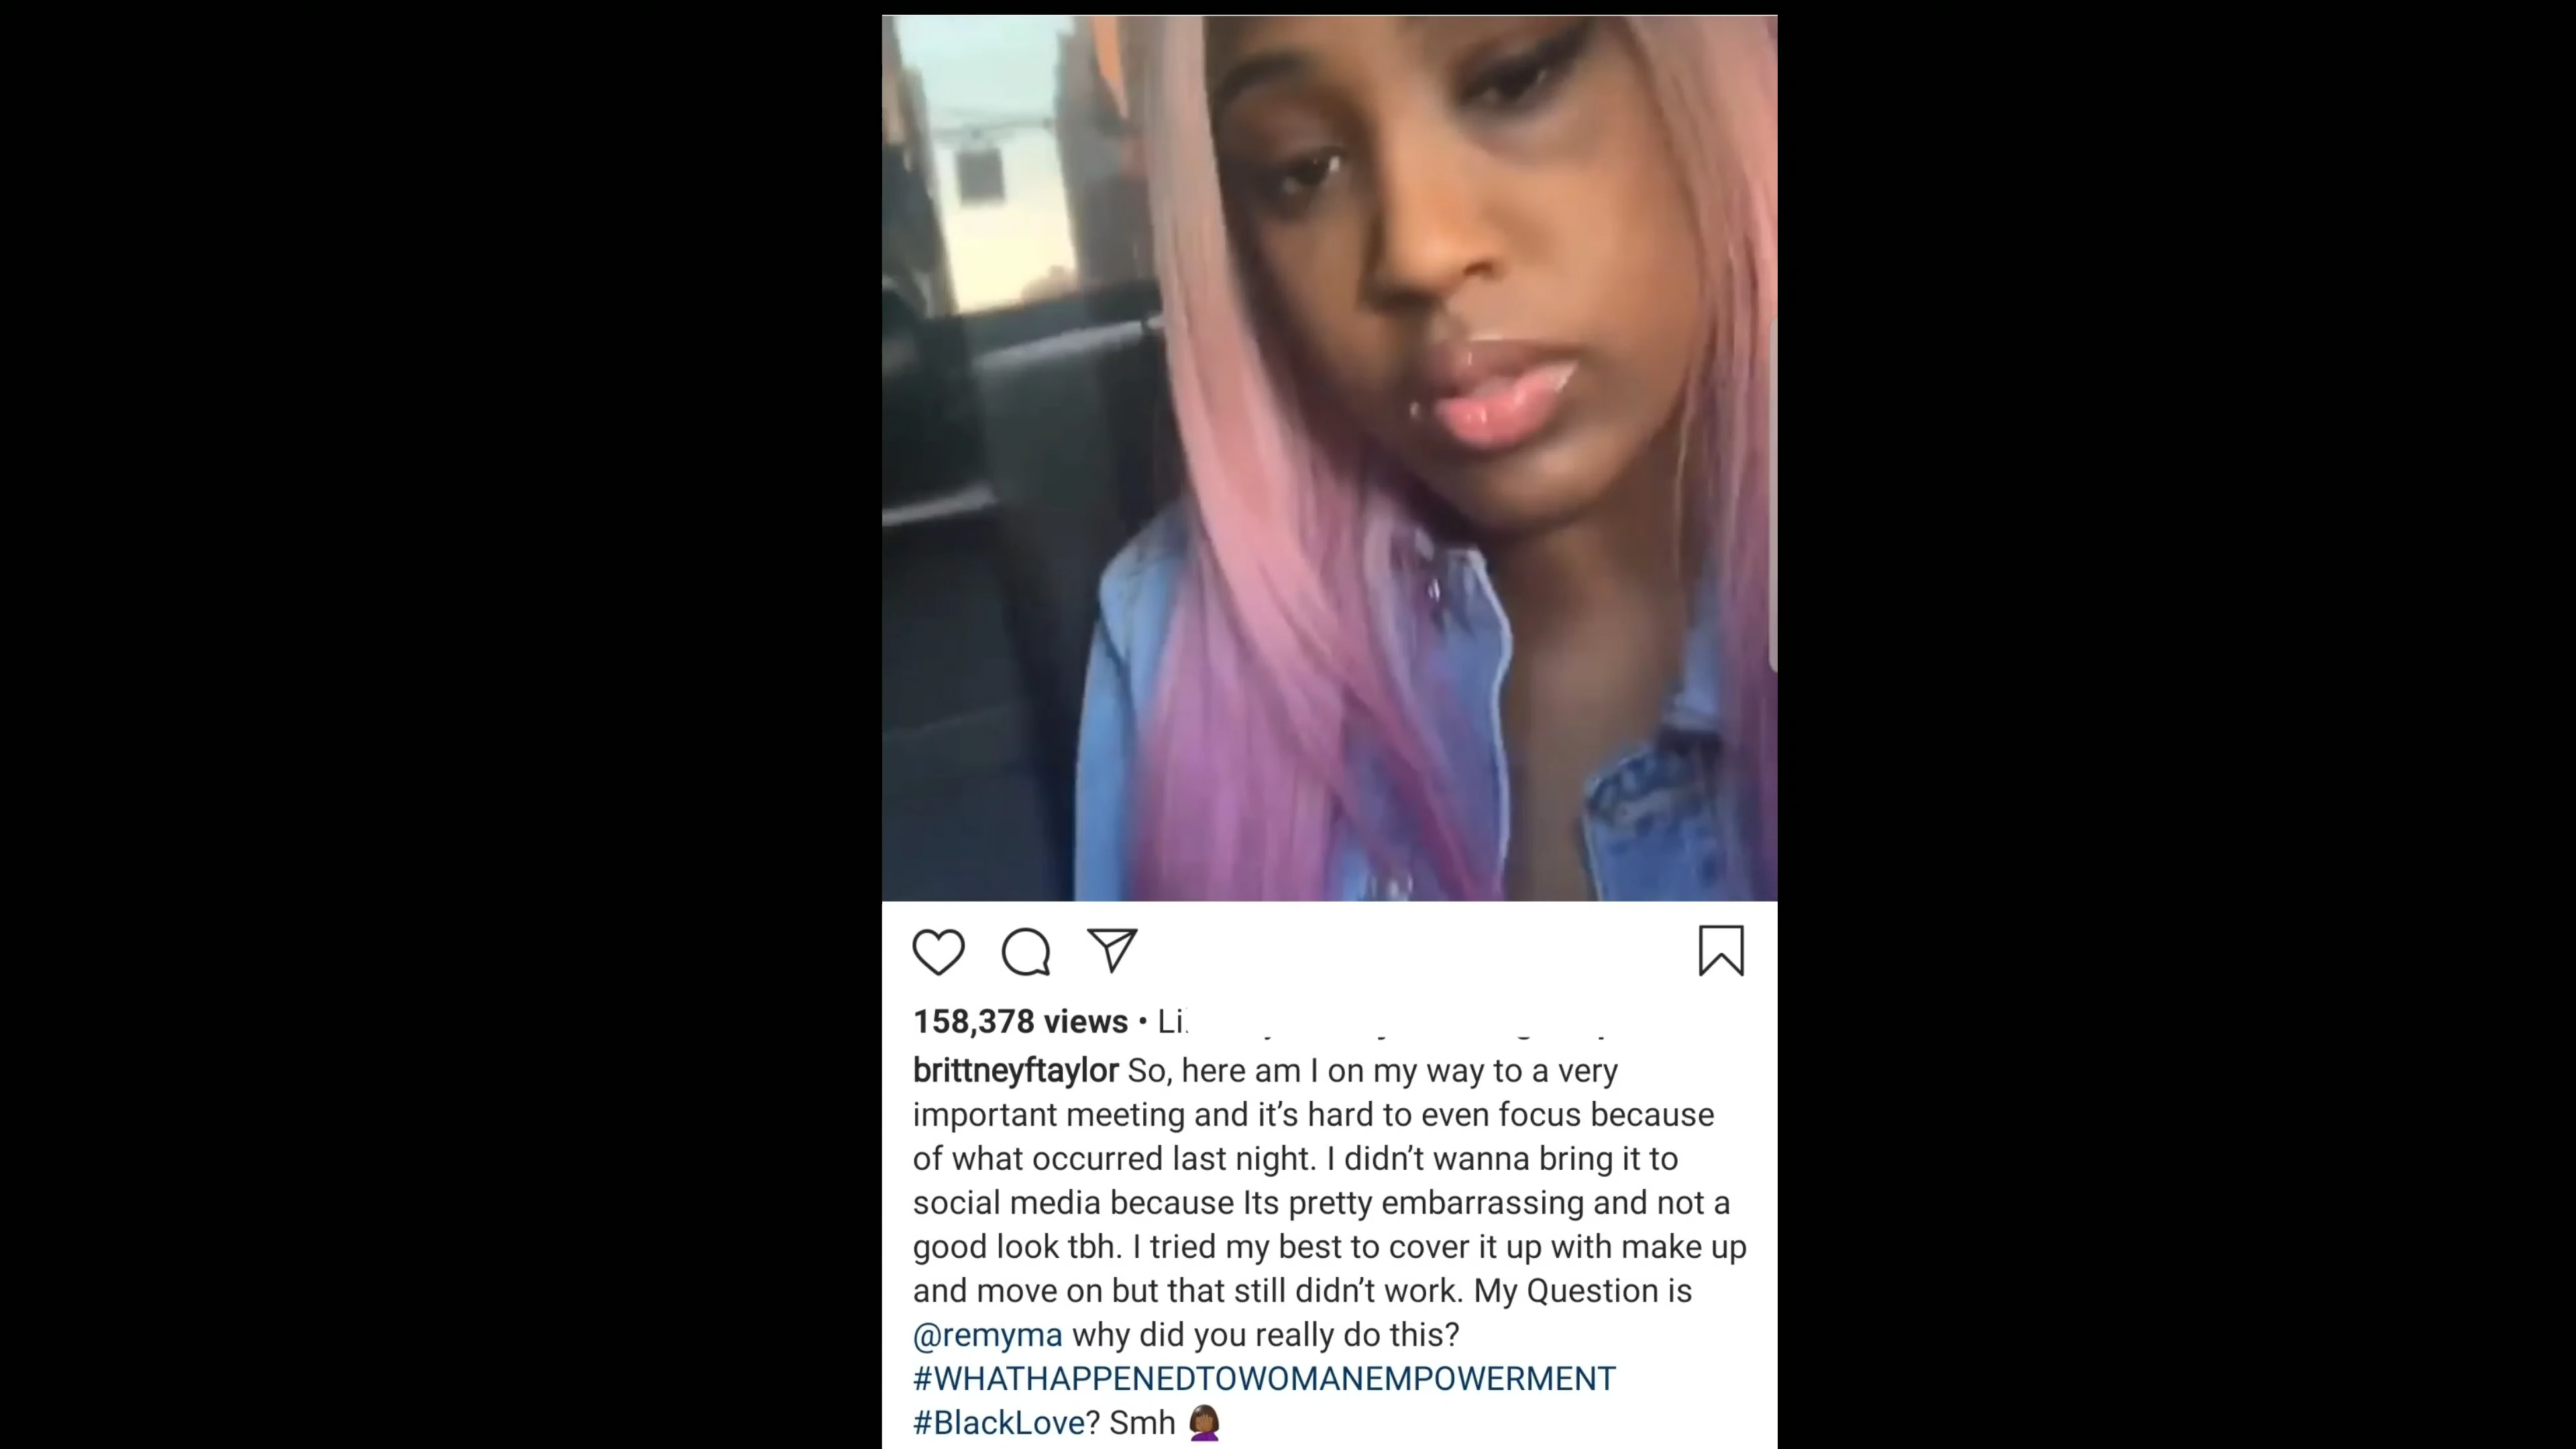 158,378 views • Li
brittneyftaylor So, here am I on my way to a very
important meeting and it’s hard to even focus because
of what occurred last night. I didn’t wanna bring it to
social media because Its pretty embarrassing and not a
good look tbh. I tried my best to cover it up with make up
and move on but that still didn’t work. My Question is
@remyma why did you really do this?
#WHATHAPPENEDTOWOMANEMPOWERMENT
#BlackLove? Smh 🤦🏾‍♀️